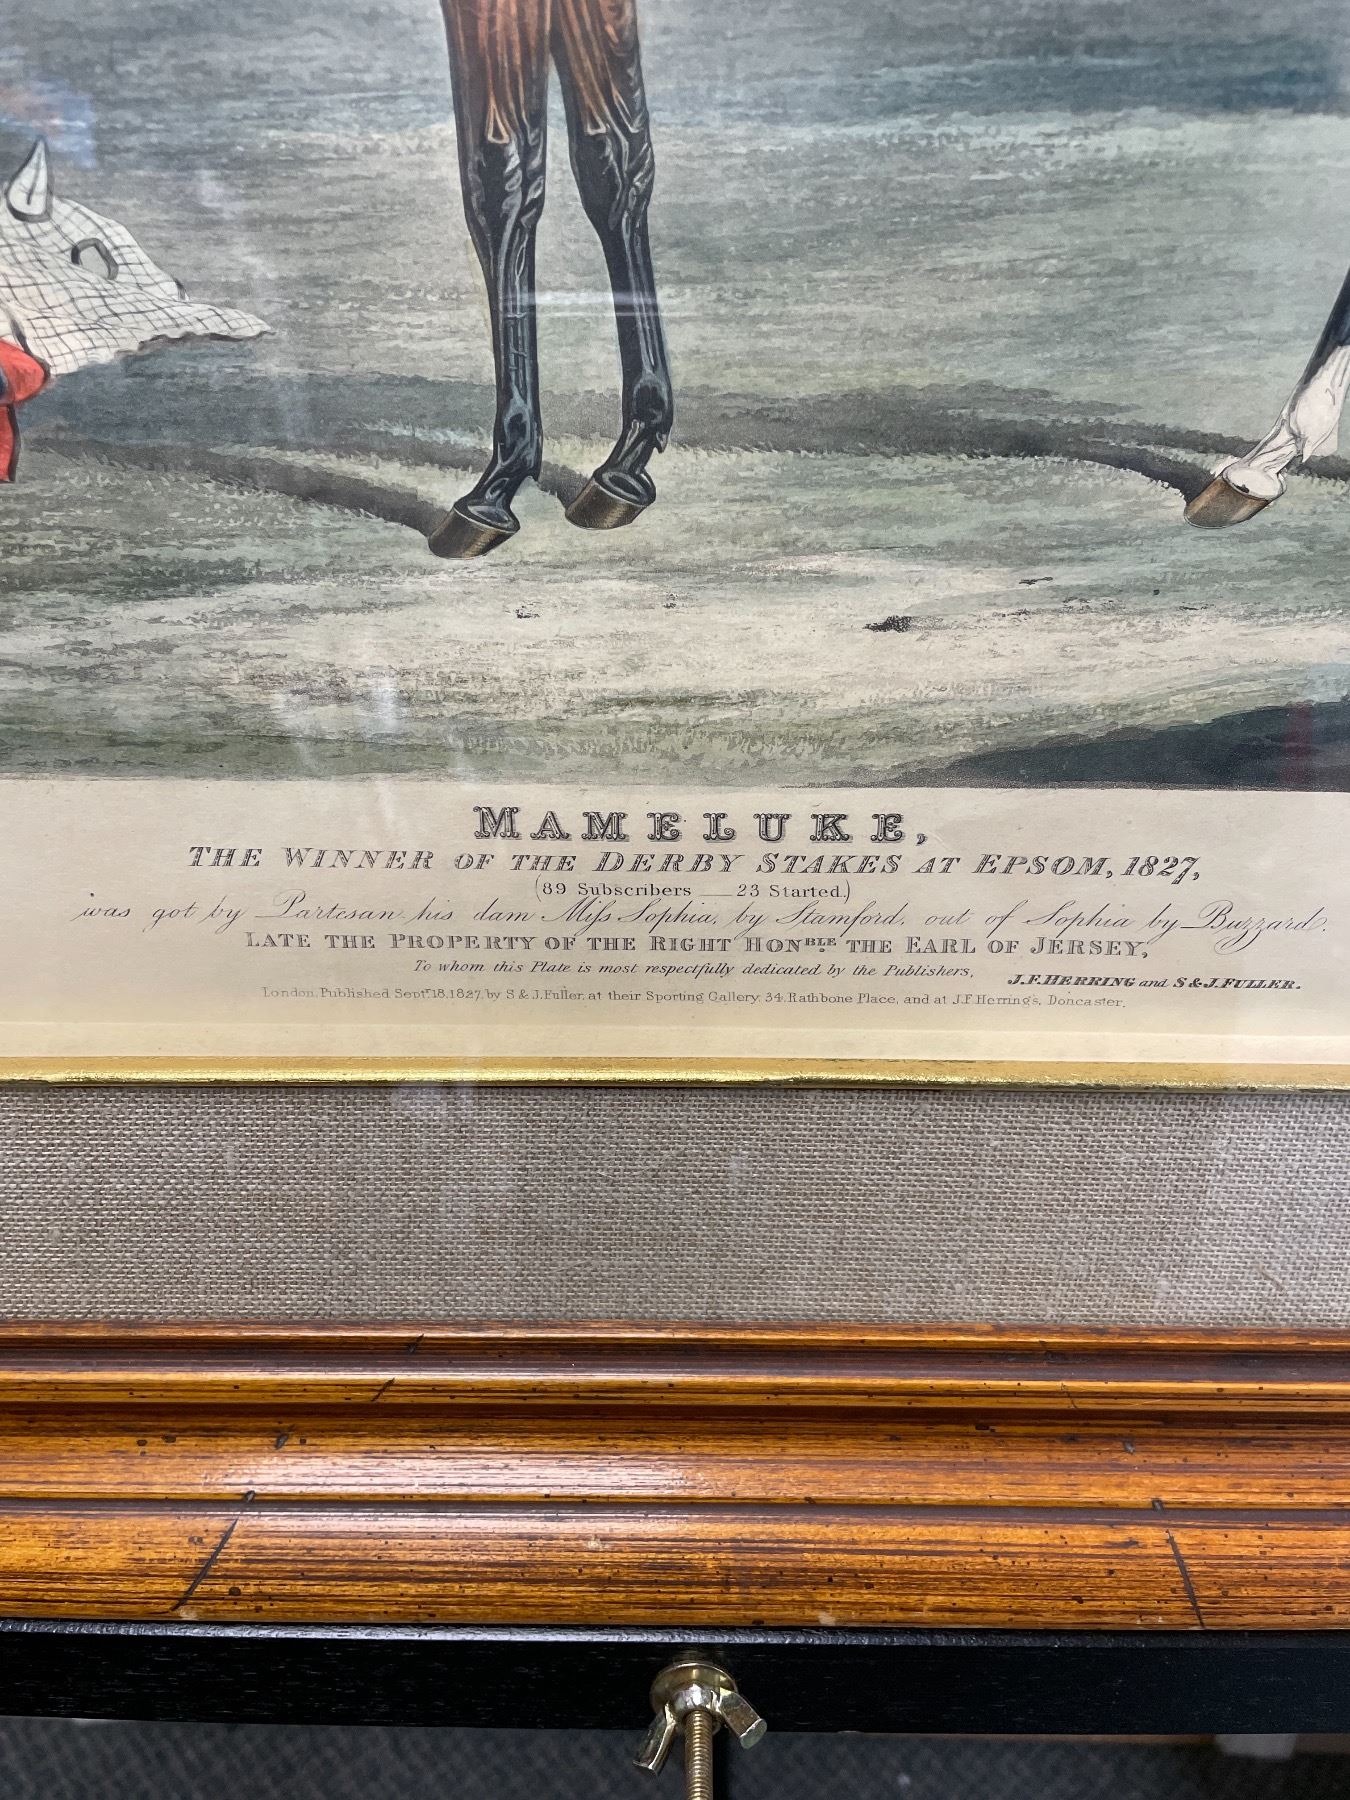 MAMELUKE,
THE WINNER OF THE DERBY STAKES AT EPSOM, 1827,
(89 Subscribers — 23 Started.)
was got by Partesan his dam Miſs Sophia, by Stamford, out of Sophia by Buzzard.
LATE THE PROPERTY OF THE RIGHT HONBLE THE EARL OF JERSEY,
To whom this Plate is most respectfully dedicated by the Publishers,
J.F. HERRING and S & J. FULLER.
London, Published Septr. 18, 1827, by S & J. Fuller, at their Sporting Gallery, 34, Rathbone Place, and at J.F. Herring's, Doncaster.